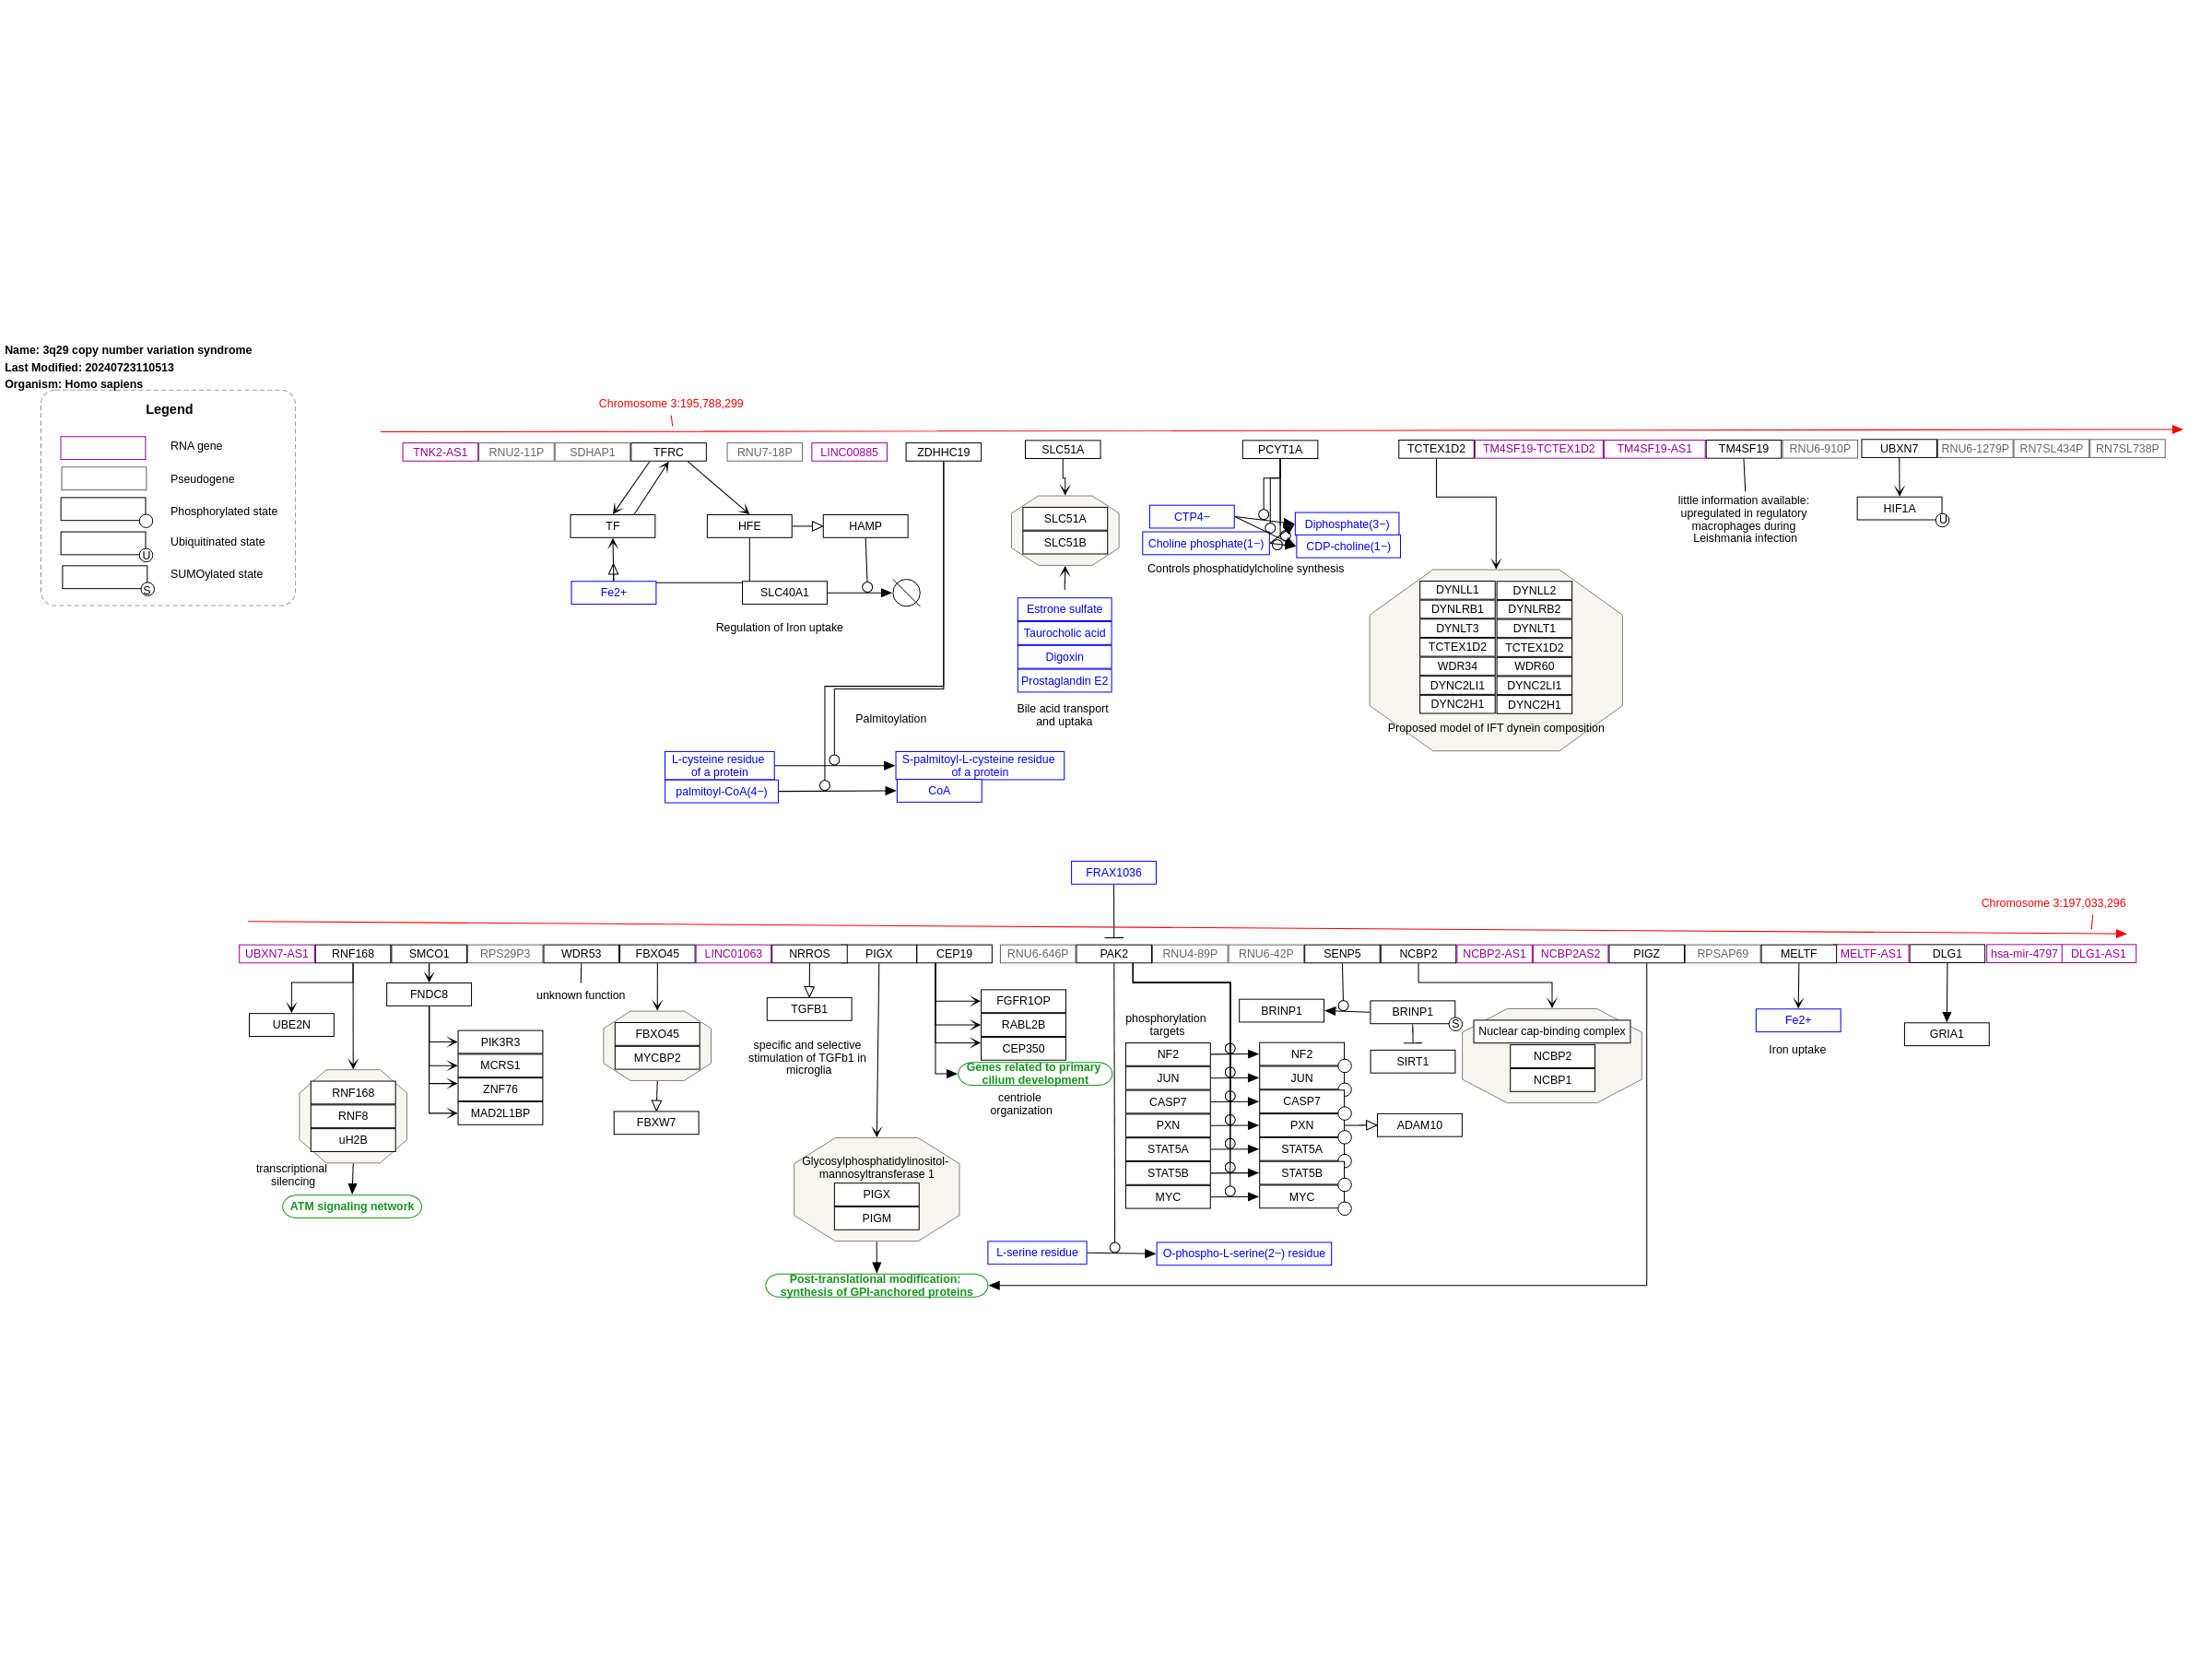 Name: 3q29 copy number variation syndrome
Last Modified: 20240723110513
Organism: Homo sapiens
Legend
RNA gene
Pseudogene
Phosphorylated state
U
Ubiquitinated state
S
SUMOylated state
Chromosome 3:195,788,299
TNK2-AS1
RNU2-11P
SDHAP1
TFRC
RNU7-18P
LINC00885
ZDHHC19
SLC51A
PCYT1A
TCTEX1D2
TM4SF19-TCTEX1D2
TM4SF19-AS1
TM4SF19
RNU6-910P
UBXN7
RNU6-1279P
RN7SL434P
RN7SL738P
TF
HFE
HAMP
Fe2+
SLC40A1
Regulation of Iron uptake
SLC51A
SLC51B
Estrone sulfate
Taurocholic acid
Digoxin
Prostaglandin E2
Bile acid transport
and uptaka
CTP4−
Choline phosphate(1−)
Diphosphate(3−)
CDP-choline(1−)
Controls phosphatidylcholine synthesis
DYNLL1
DYNLL2
DYNLRB1
DYNLRB2
DYNLT3
DYNLT1
TCTEX1D2
TCTEX1D2
WDR34
WDR60
DYNC2LI1
DYNC2LI1
DYNC2H1
DYNC2H1
Proposed model of IFT dynein composition
little information available:
upregulated in regulatory
macrophages during
Leishmania infection
HIF1A
U
Palmitoylation
L-cysteine residue
of a protein
palmitoyl-CoA(4−)
S-palmitoyl-L-cysteine residue
of a protein
CoA
FRAX1036
Chromosome 3:197,033,296
UBXN7-AS1
RNF168
SMCO1
RPS29P3
WDR53
FBXO45
LINC01063
NRROS
PIGX
CEP19
RNU6-646P
PAK2
RNU4-89P
RNU6-42P
SENP5
NCBP2
NCBP2-AS1
NCBP2AS2
PIGZ
RPSAP69
MELTF
MELTF-AS1
DLG1
hsa-mir-4797
DLG1-AS1
UBE2N
RNF168
RNF8
uH2B
transcriptional
silencing
ATM signaling network
FNDC8
PIK3R3
MCRS1
ZNF76
MAD2L1BP
unknown function
FBXO45
MYCBP2
FBXW7
TGFB1
specific and selective
stimulation of TGFb1 in
microglia
Glycosylphosphatidylinositol-
mannosyltransferase 1
PIGX
PIGM
Post-translational modification:
synthesis of GPI-anchored proteins
FGFR1OP
RABL2B
CEP350
Genes related to primary
cilium development
centriole
organization
phosphorylation
targets
NF2
NF2
JUN
JUN
CASP7
CASP7
PXN
PXN
STAT5A
STAT5A
STAT5B
STAT5B
MYC
MYC
ADAM10
L-serine residue
O-phospho-L-serine(2−) residue
BRINP1
BRINP1
S
SIRT1
Nuclear cap-binding complex
NCBP2
NCBP1
Fe2+
Iron uptake
GRIA1